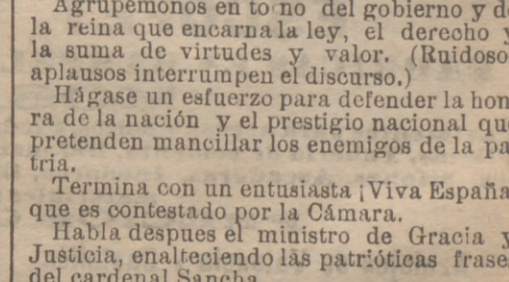 Agrupémonos en torno del gobierno y de
la reina que encarna la ley, el derecho y
la suma de virtudes y valor. (Ruidoso
aplausos interrumpen el discurso.)
Hágase un esfuerzo para defender la hon
ra de la nación y el prestigio nacional que
pretenden mancillar los enemigos de la pa
tria.
Termina con un entusiasta ¡Viva España
que es contestado por la Cámara.
Habla despues el ministro de Gracia y
Justicia, enalteciendo las patrióticas frase
del cardenal Sancha